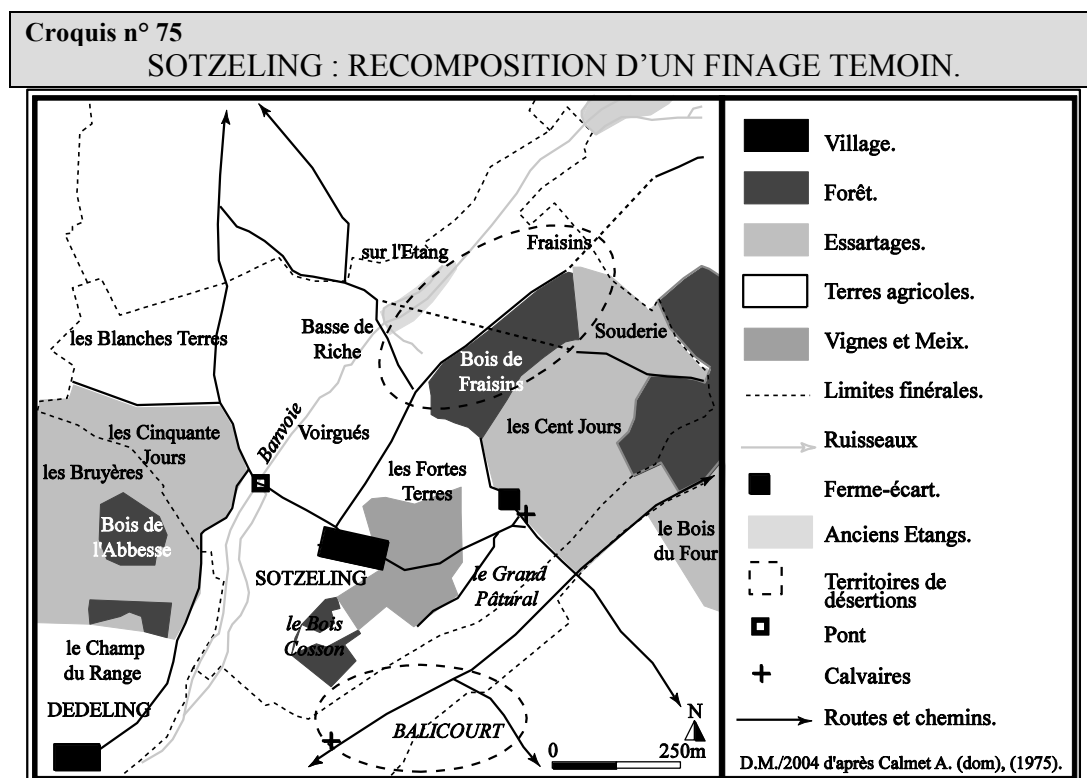 Croquis n° 75
SOTZELING : RECOMPOSITION D’UN FINAGE TEMOIN.
sur l'Etang
Fraisins
les Blanches Terres
Basse de
Riche
Souderie
Bois de
Fraisins
Banvoie
les Cinquante
Jours
Voirgués
les Cent Jours
les Bruyères
les Fortes
Terres
Bois de
l'Abbesse
le Bois
du Four
SOTZELING
le Grand
Pâtural
le Bois
Cosson
le Champ
du Range
DEDELING
BALICOURT
N
0 250m
Village.
Forêt.
Essartages.
Terres agricoles.
Vignes et Meix.
Limites finérales.
Ruisseaux
Ferme-écart.
Anciens Etangs.
Territoires de
désertions
Pont
Calvaires
Routes et chemins.
D.M./2004 d'après Calmet A. (dom), (1975).